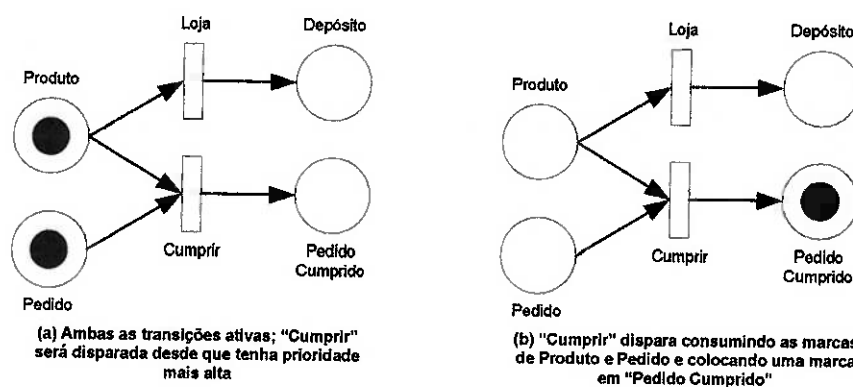 Loja
Depósito
Produto
Cumprir
Pedido
Cumprido
Pedido
(a) Ambas as transições ativas; "Cumprir"
será disparada desde que tenha prioridade
mais alta
Loja
Depósito
Produto
Cumprir
Pedido
Cumprido
Pedido
(b) "Cumprir" dispara consumindo as marcas
de Produto e Pedido e colocando uma marca
em "Pedido Cumprido"